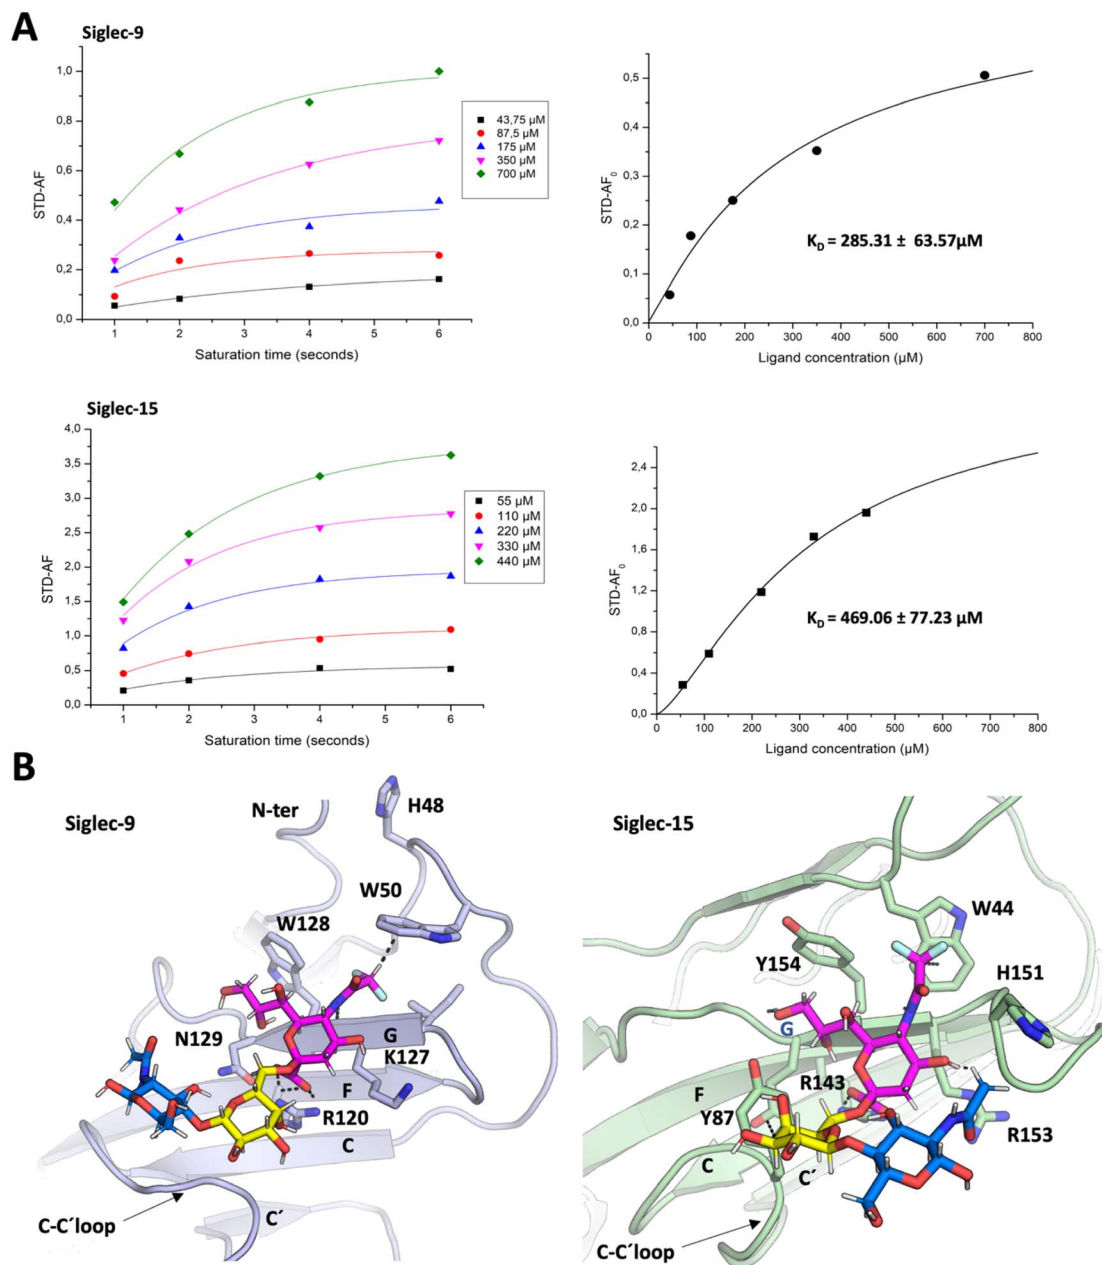 A
Siglec-9
1,0
0,8
0,6
0,4
0,2
0,0
STD-AF
1 2 3 4 5 6
Saturation time (seconds)
43,75 µM
87,5 µM
175 µM
350 µM
700 µM
0,5
0,4
0,3
0,2
0,1
0,0
STD-AF0
0 100 200 300 400 500 600 700 800
Ligand concentration (µM)
KD = 285.31 ± 63.57µM
Siglec-15
4,0
3,5
3,0
2,5
2,0
1,5
1,0
0,5
0,0
STD-AF
1 2 3 4 5 6
Saturation time (seconds)
55 µM
110 µM
220 µM
330 µM
440 µM
2,4
2,0
1,6
1,2
0,8
0,4
0,0
STD-AF0
0 100 200 300 400 500 600 700 800
Ligand concentration (µM)
KD = 469.06 ± 77.23 µM
B
Siglec-9
N-ter
H48
W50
W128
N129
G
K127
F
R120
C
C-C´loop
C´
Siglec-15
W44
Y154
H151
G
R143
F
Y87
R153
C
C´
C-C´loop